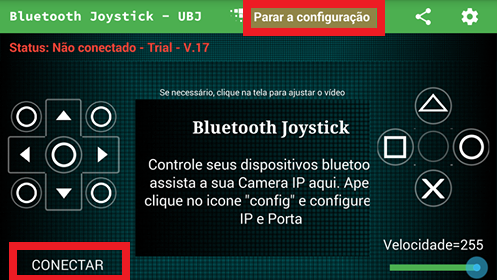 Bluetooth Joystick - UBJ
Parar a configuração
Status: Não conectado - Trial - V.17
Se necessário, clique na tela para ajustar o vídeo
Bluetooth Joystick
Controle seus dispositivos bluetoo
assista a sua Camera IP aqui. Ape
clique no icone "config" e configure
IP e Porta
Velocidade=255
CONECTAR